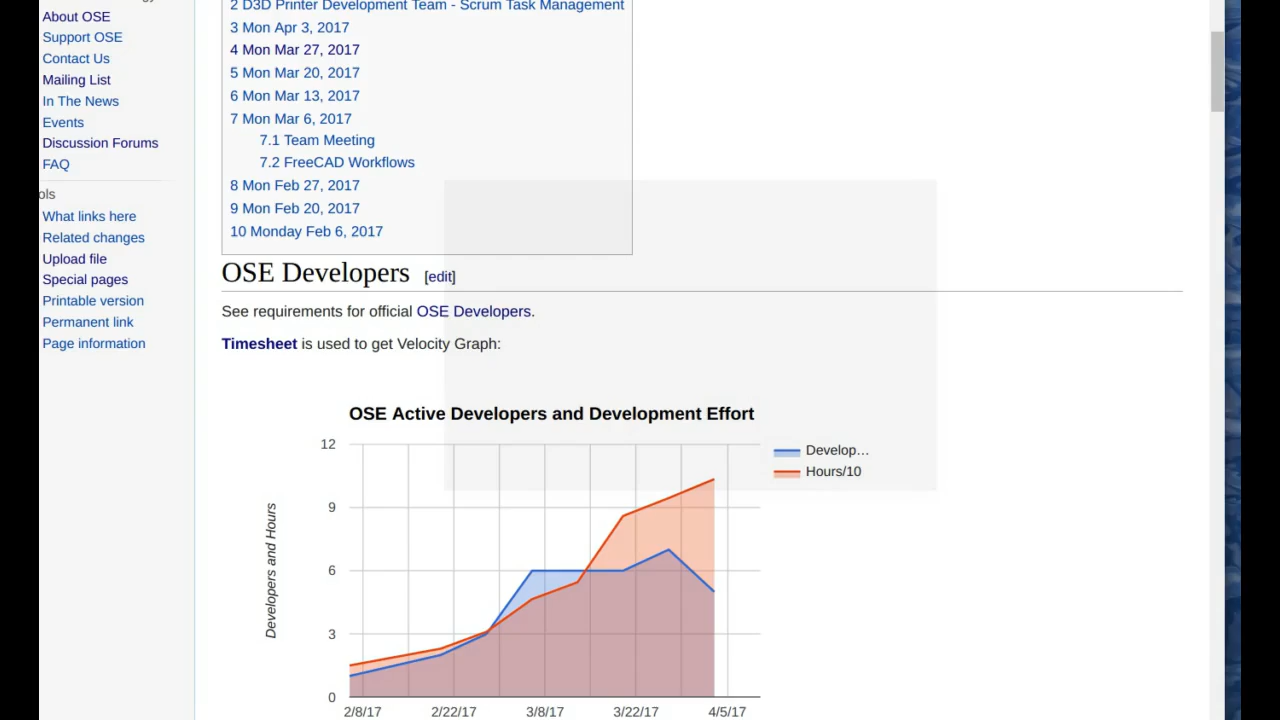 About OSE
Support OSE
Contact Us
Mailing List
In The News
Events
Discussion Forums
FAQ
ols
What links here
Related changes
Upload file
Special pages
Printable version
Permanent link
Page information
2 D3D Printer Development Team - Scrum Task Management
3 Mon Apr 3, 2017
4 Mon Mar 27, 2017
5 Mon Mar 20, 2017
6 Mon Mar 13, 2017
7 Mon Mar 6, 2017
7.1 Team Meeting
7.2 FreeCAD Workflows
8 Mon Feb 27, 2017
9 Mon Feb 20, 2017
10 Monday Feb 6, 2017
OSE Developers [edit]
See requirements for official OSE Developers.
Timesheet is used to get Velocity Graph:
OSE Active Developers and Development Effort
Develop...
Hours/10
Developers and Hours
12
9
6
3
0
2/8/17 2/22/17 3/8/17 3/22/17 4/5/17